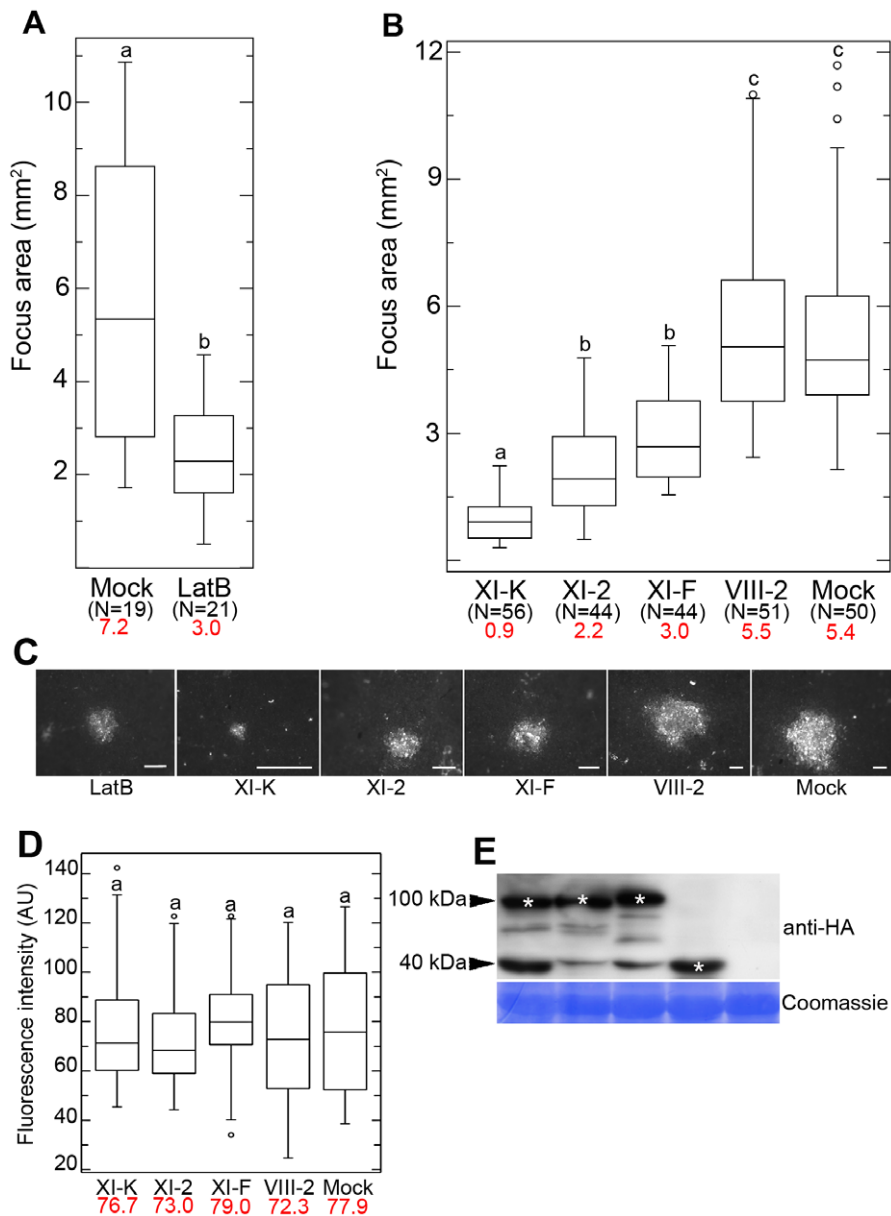 A
Focus area (mm²)
10
8
6
4
2
a
b
Mock
(N=19)
7.2
LatB
(N=21)
3.0
B
Focus area (mm²)
12
9
6
3
a
b
b
c
c
XI-K
(N=56)
0.9
XI-2
(N=44)
2.2
XI-F
(N=44)
3.0
VIII-2
(N=51)
5.5
Mock
(N=50)
5.4
C
LatB
XI-K
XI-2
XI-F
VIII-2
Mock
D
Fluorescence intensity (AU)
140
120
100
80
60
40
20
a
a
a
a
a
XI-K
76.7
XI-2
73.0
XI-F
79.0
VIII-2
72.3
Mock
77.9
E
100 kDa
40 kDa
* * *
*
anti-HA
Coomassie